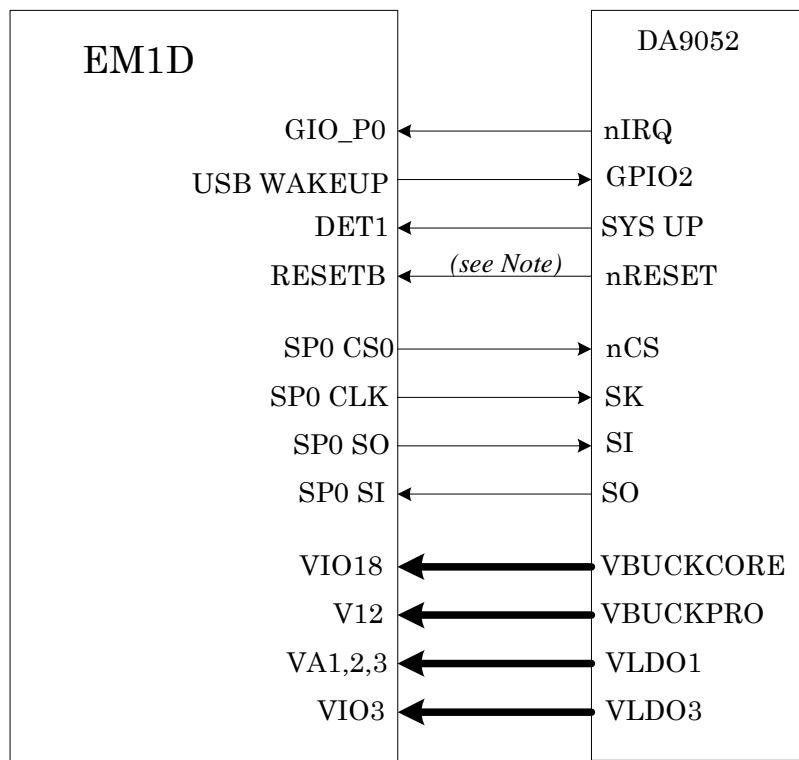 EM1D DA9052
GIO_P0 nIRQ
USB WAKEUP GPIO2
DET1 SYS UP
RESETB (see Note) nRESET
SP0 CS0 nCS
SP0 CLK SK
SP0 SO SI
SP0 SI SO
VIO18 VBUCKCORE
V12 VBUCKPRO
VA1,2,3 VLDO1
VIO3 VLDO3